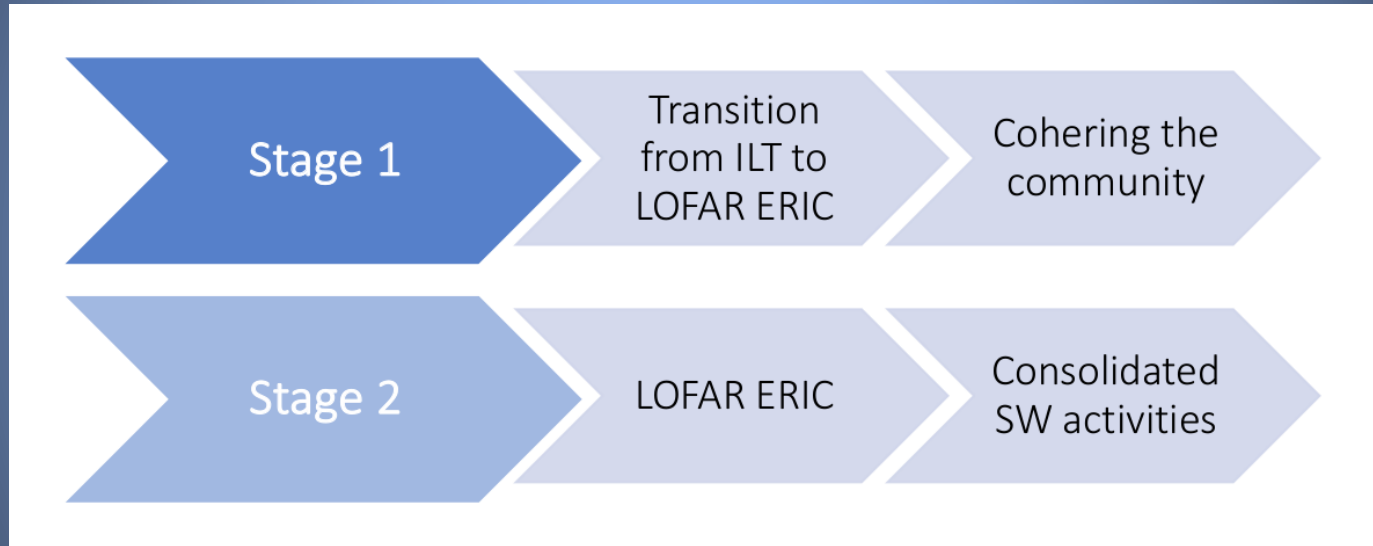 Stage 1
Transition
from ILT to
LOFAR ERIC
Cohering the
community
Stage 2
LOFAR ERIC
Consolidated
SW activities